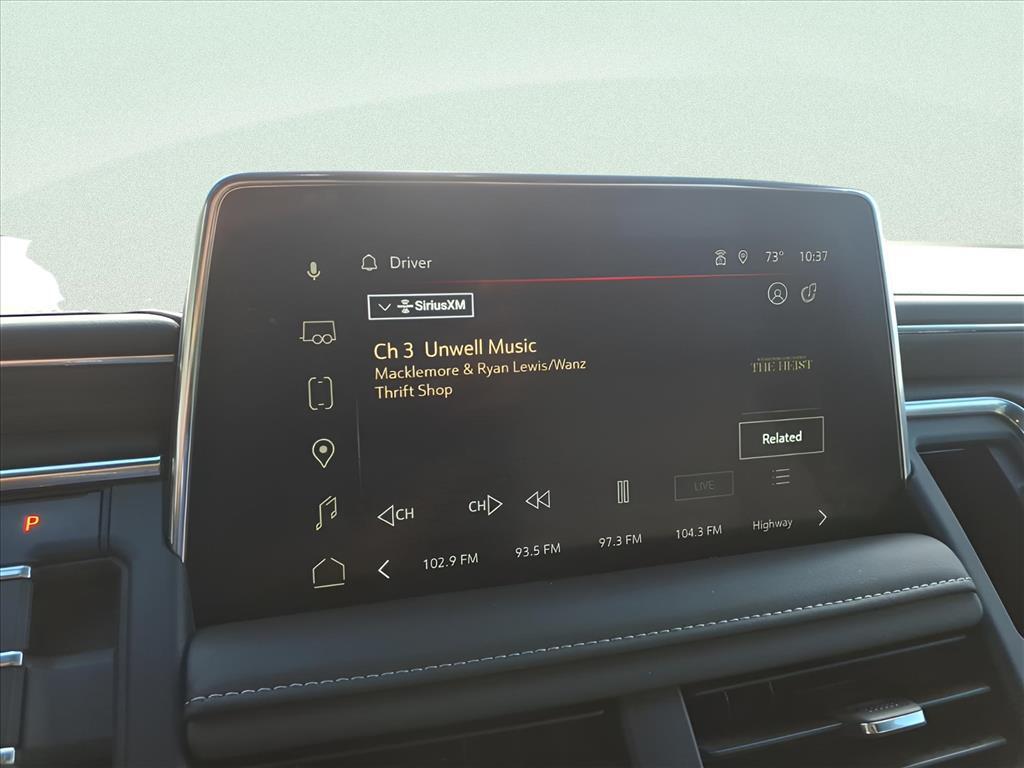 Driver
73° 10:37
SiriusXM
Ch 3 Unwell Music
Macklemore & Ryan Lewis/Wanz
Thrift Shop
THE HEIST
Related
P
CH
CH
LIVE
102.9 FM
93.5 FM
97.3 FM
104.3 FM
Highway